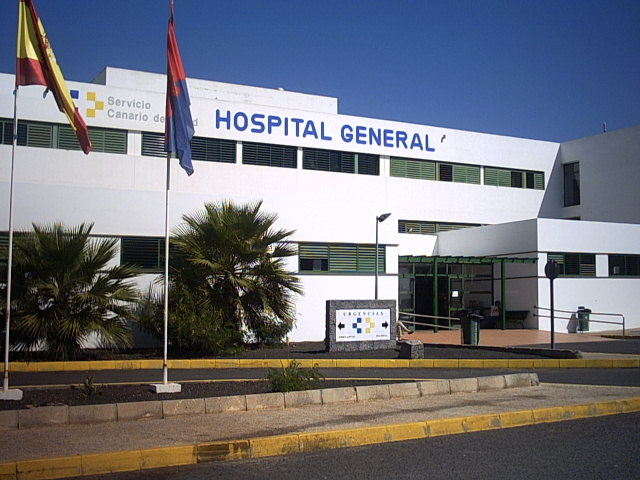 Servicio
Canario de
HOSPITAL GENERAL
URGENCIAS